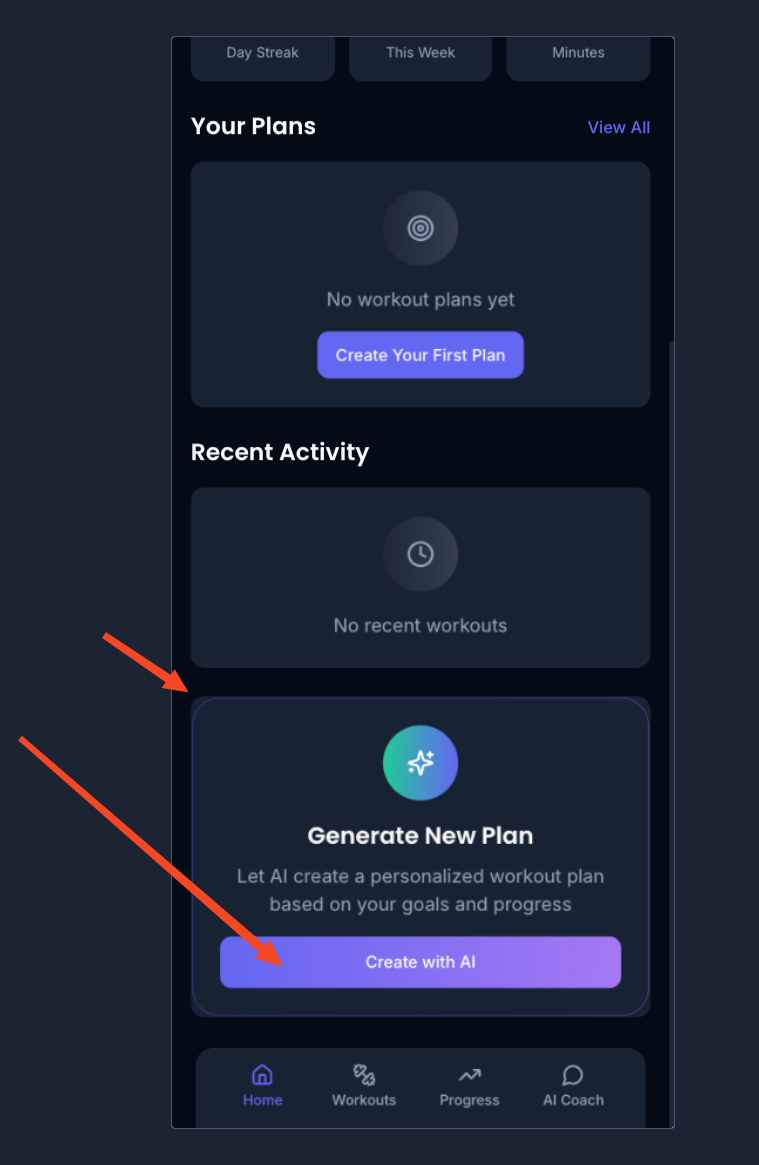 Day Streak
This Week
Minutes
Your Plans
View All
No workout plans yet
Create Your First Plan
Recent Activity
No recent workouts
Generate New Plan
Let AI create a personalized workout plan
based on your goals and progress
Create with AI
Home
Workouts
Progress
AI Coach